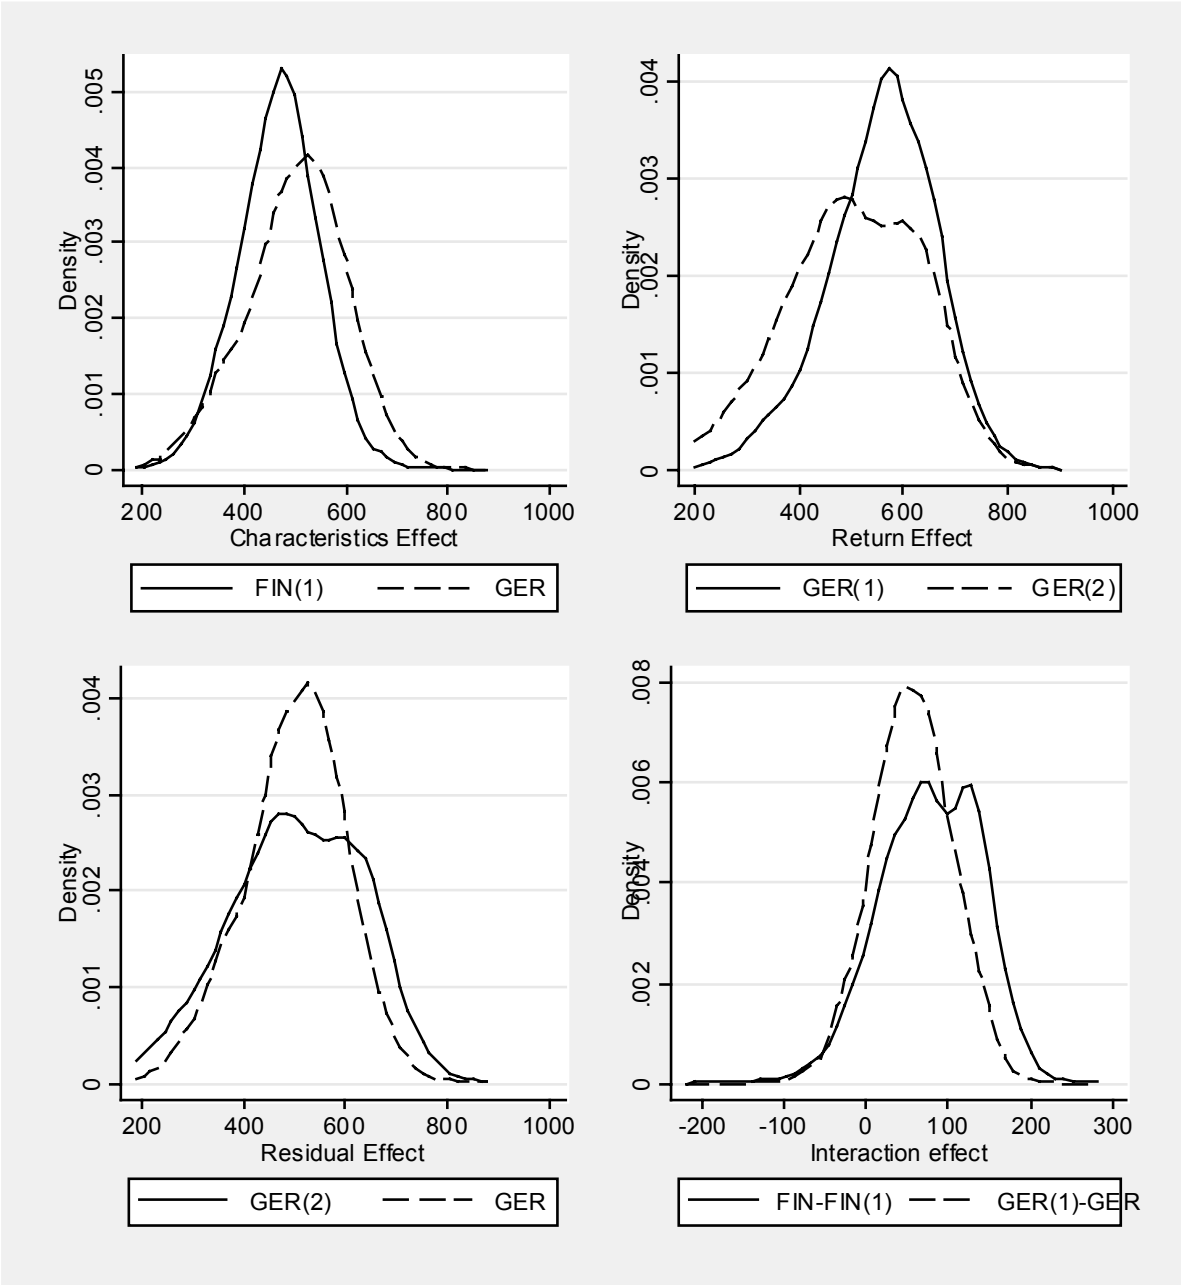 Density
0 .001 .002 .003 .004 .005
200 400 600 800 1000
Characteristics Effect
FIN(1) GER
Density
0 .001 .002 .003 .004
200 400 600 800 1000
Return Effect
GER(1) GER(2)
Density
0 .001 .002 .003 .004
200 400 600 800 1000
Residual Effect
GER(2) GER
Density
0 .002 .004 .006 .008
-200 -100 0 100 200 300
Interaction effect
FIN-FIN(1) GER(1)-GER